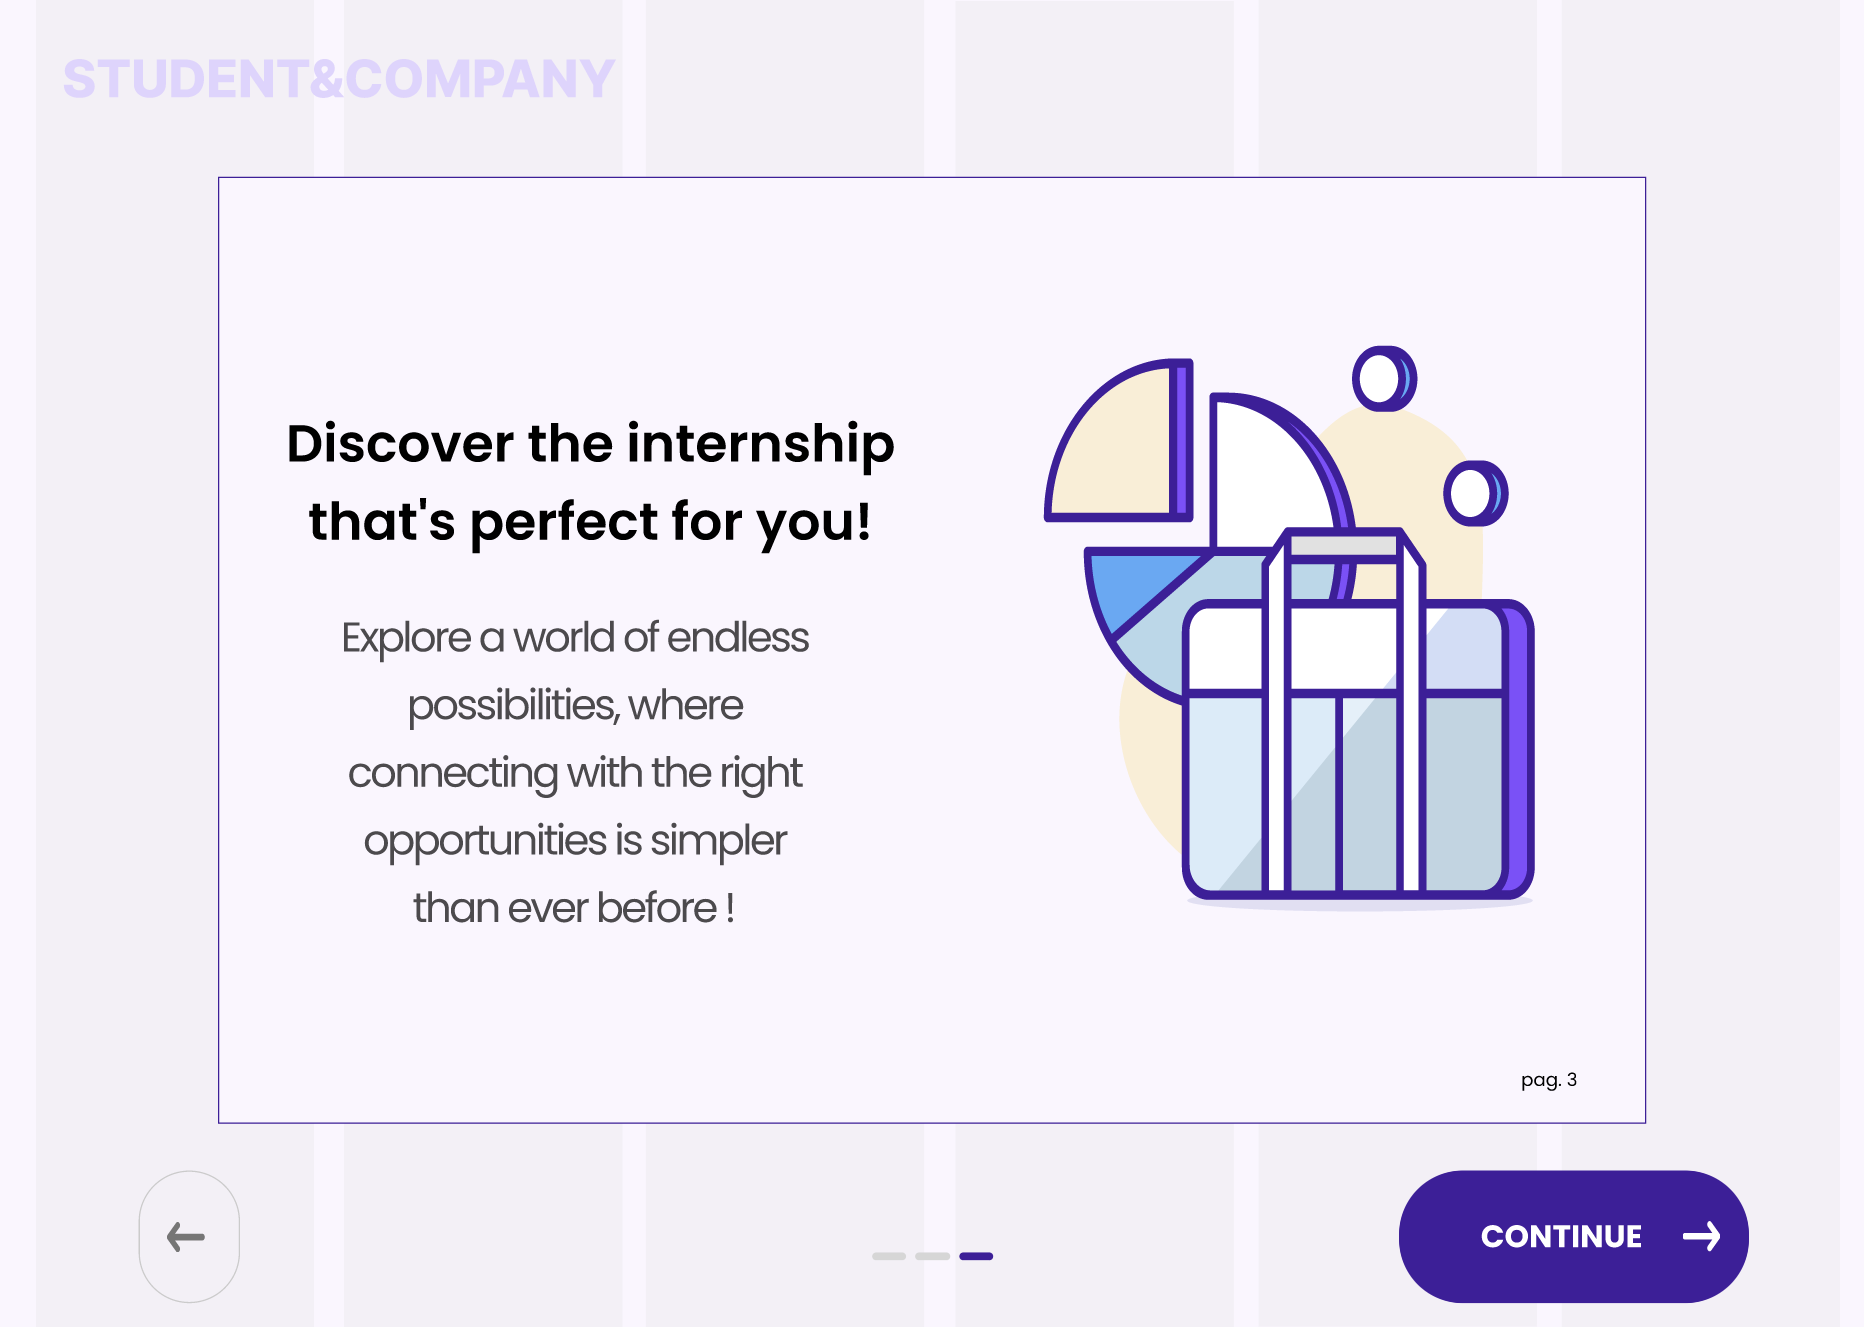 STUDENT&COMPANY
Discover the internship
that's perfect for you!
Explore a world of endless
possibilities, where
connecting with the right
opportunities is simpler
than ever before !
pag. 3
CONTINUE